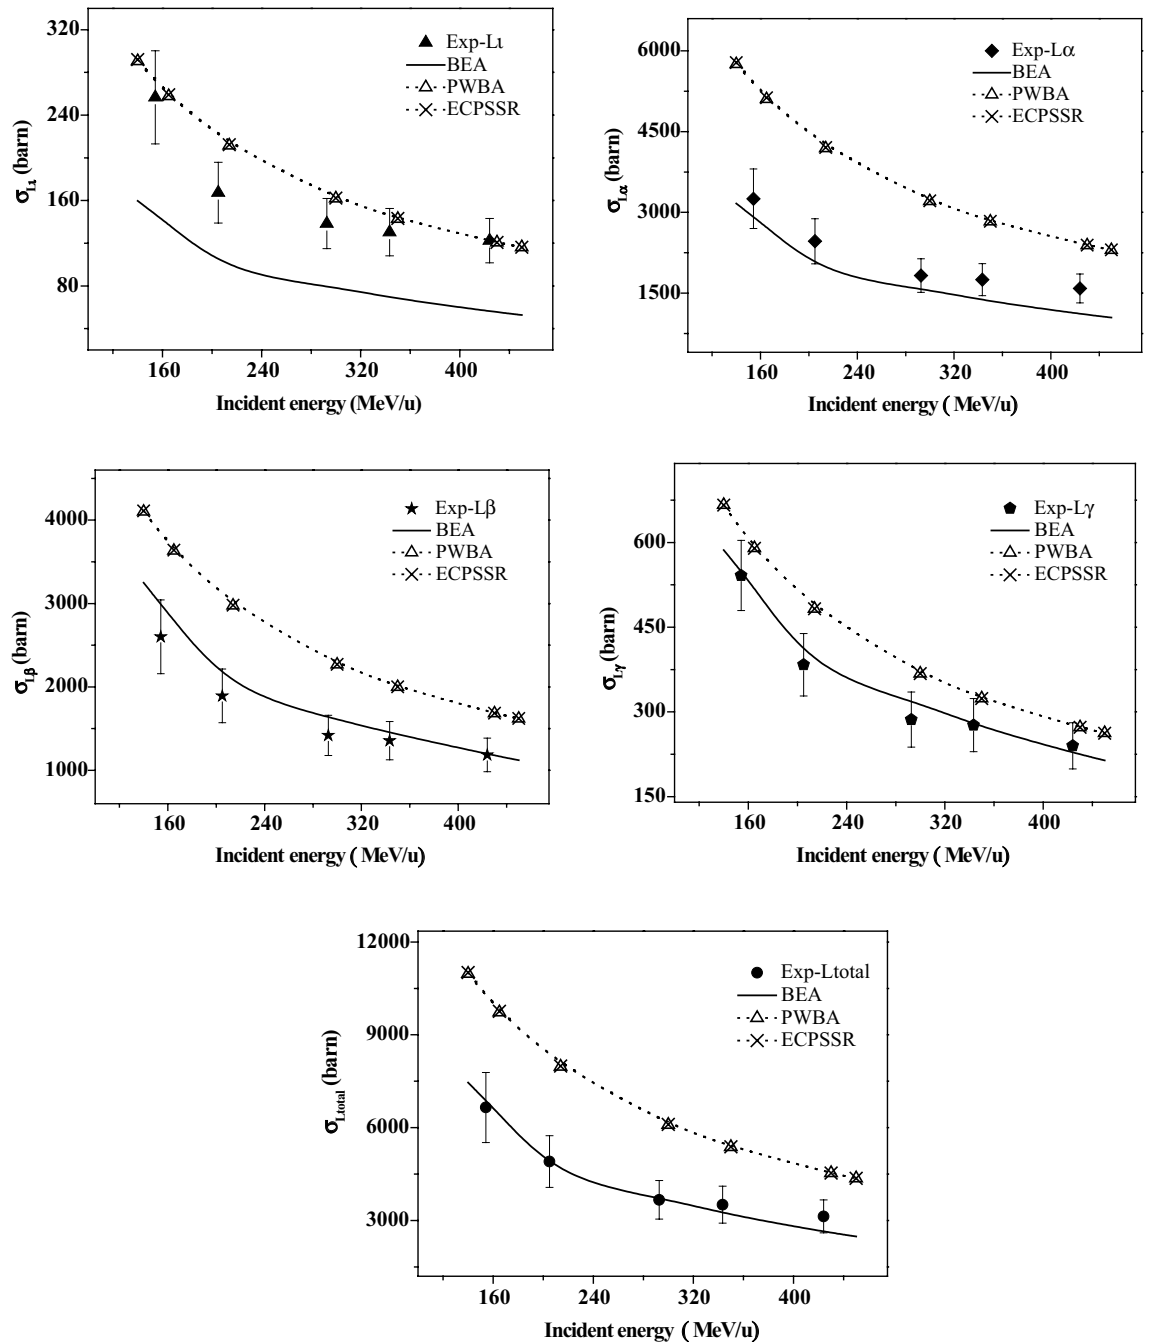 320
240
160
80
σLι (barn)
Exp-Lι
BEA
PWBA
ECPSSR
160 240 320 400
Incident energy (MeV/u)
6000
4500
3000
1500
σLα (barn)
Exp-Lα
BEA
PWBA
ECPSSR
160 240 320 400
Incident energy ( MeV/u)
4000
3000
2000
1000
σLβ (barn)
Exp-Lβ
BEA
PWBA
ECPSSR
160 240 320 400
Incident energy ( MeV/u)
600
450
300
150
σLγ (barn)
Exp-Lγ
BEA
PWBA
ECPSSR
160 240 320 400
Incident energy ( MeV/u)
12000
9000
6000
3000
σLtotal (barn)
Exp-Ltotal
BEA
PWBA
ECPSSR
160 240 320 400
Incident energy ( MeV/u)